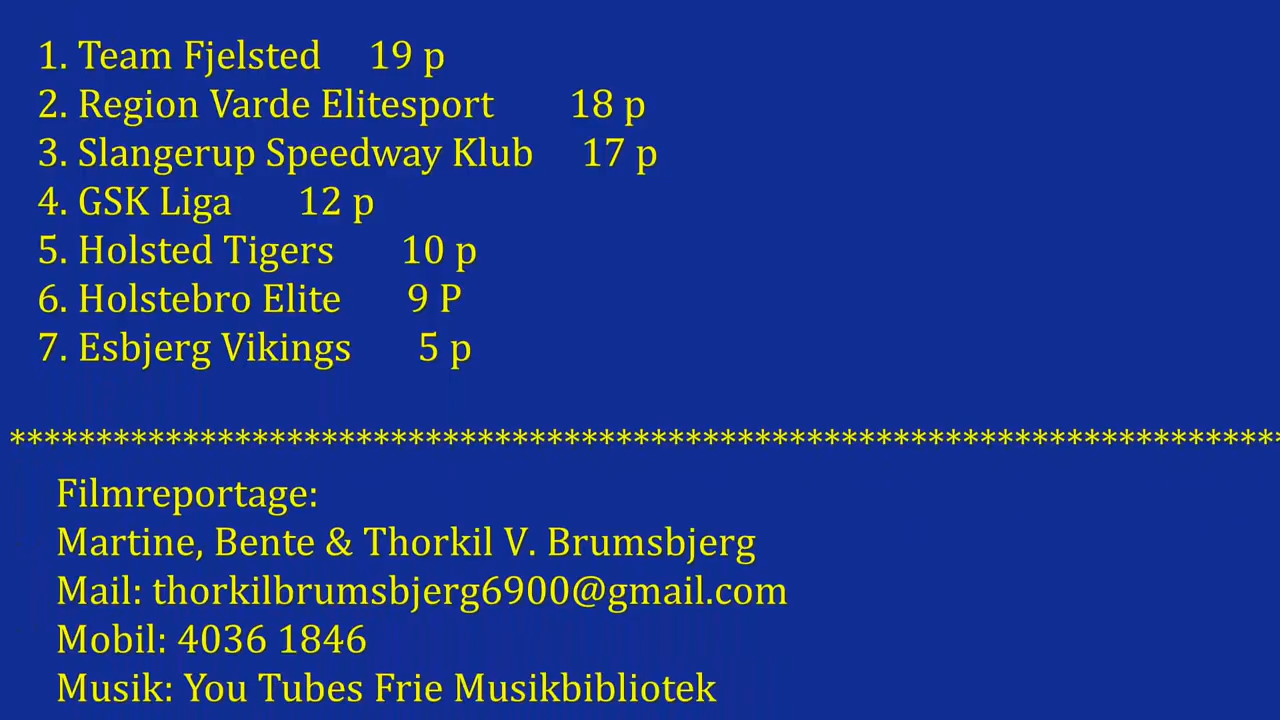 1. Team Fjelsted 19 p
2. Region Varde Elitesport 18 p
3. Slangerup Speedway Klub 17 p
4. GSK Liga 12 p
5. Holsted Tigers 10 p
6. Holstebro Elite 9 P
7. Esbjerg Vikings 5 p
**************************************************************************
Filmreportage:
Martine, Bente & Thorkil V. Brumsbjerg
Mail: thorkilbrumsbjerg6900@gmail.com
Mobil: 4036 1846
Musik: You Tubes Frie Musikbibliotek